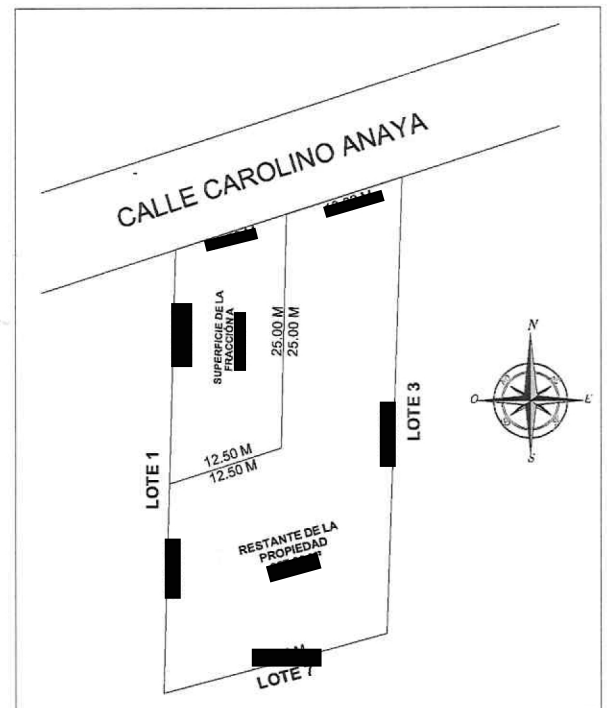 CALLE CAROLINO ANAYA
SUPERFICIE DE LA
FRACCIÓN A
25.00 M
25.00 M
12.50 M
12.50 M
LOTE 1
LOTE 3
RESTANTE DE LA
PROPIEDAD
LOTE 7
N
O
E
S